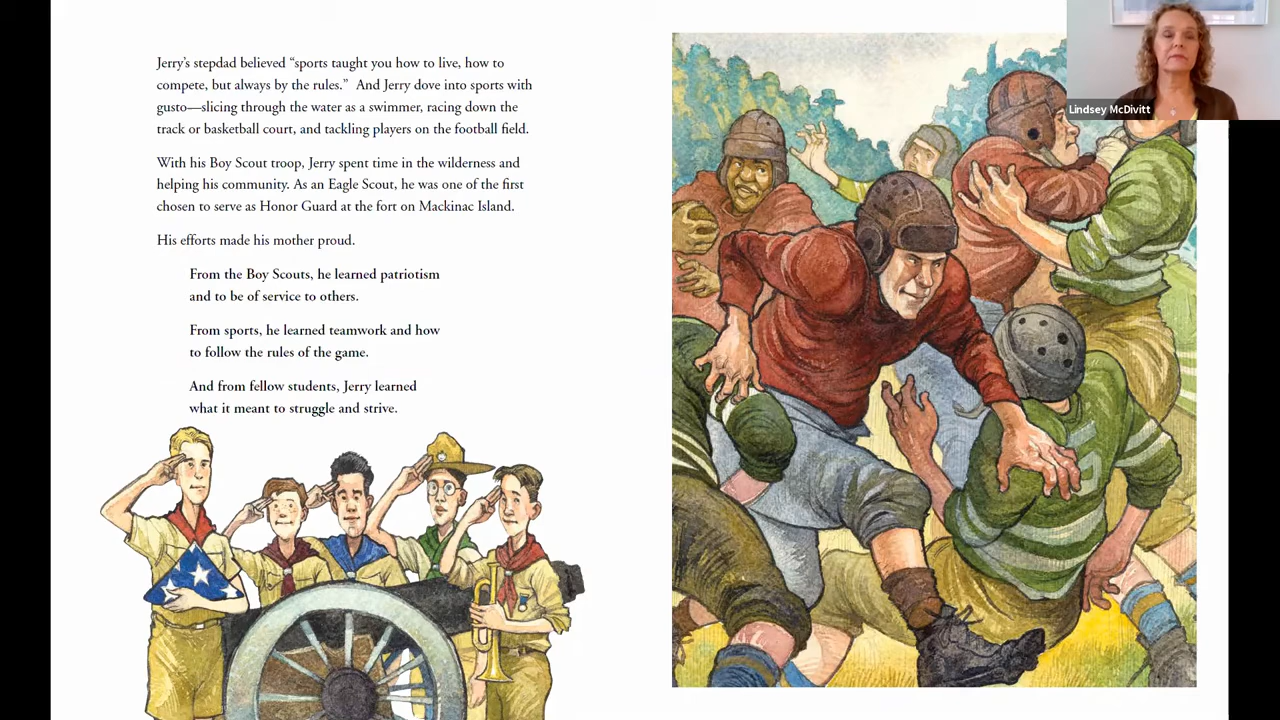 Jerry’s stepdad believed “sports taught you how to live, how to
compete, but always by the rules.”  And Jerry dove into sports with
gusto—slicing through the water as a swimmer, racing down the
track or basketball court, and tackling players on the football field.
With his Boy Scout troop, Jerry spent time in the wilderness and
helping his community. As an Eagle Scout, he was one of the first
chosen to serve as Honor Guard at the fort on Mackinac Island.
His efforts made his mother proud.
From the Boy Scouts, he learned patriotism
and to be of service to others.
From sports, he learned teamwork and how
to follow the rules of the game.
And from fellow students, Jerry learned
what it meant to struggle and strive.
Lindsey McDivitt